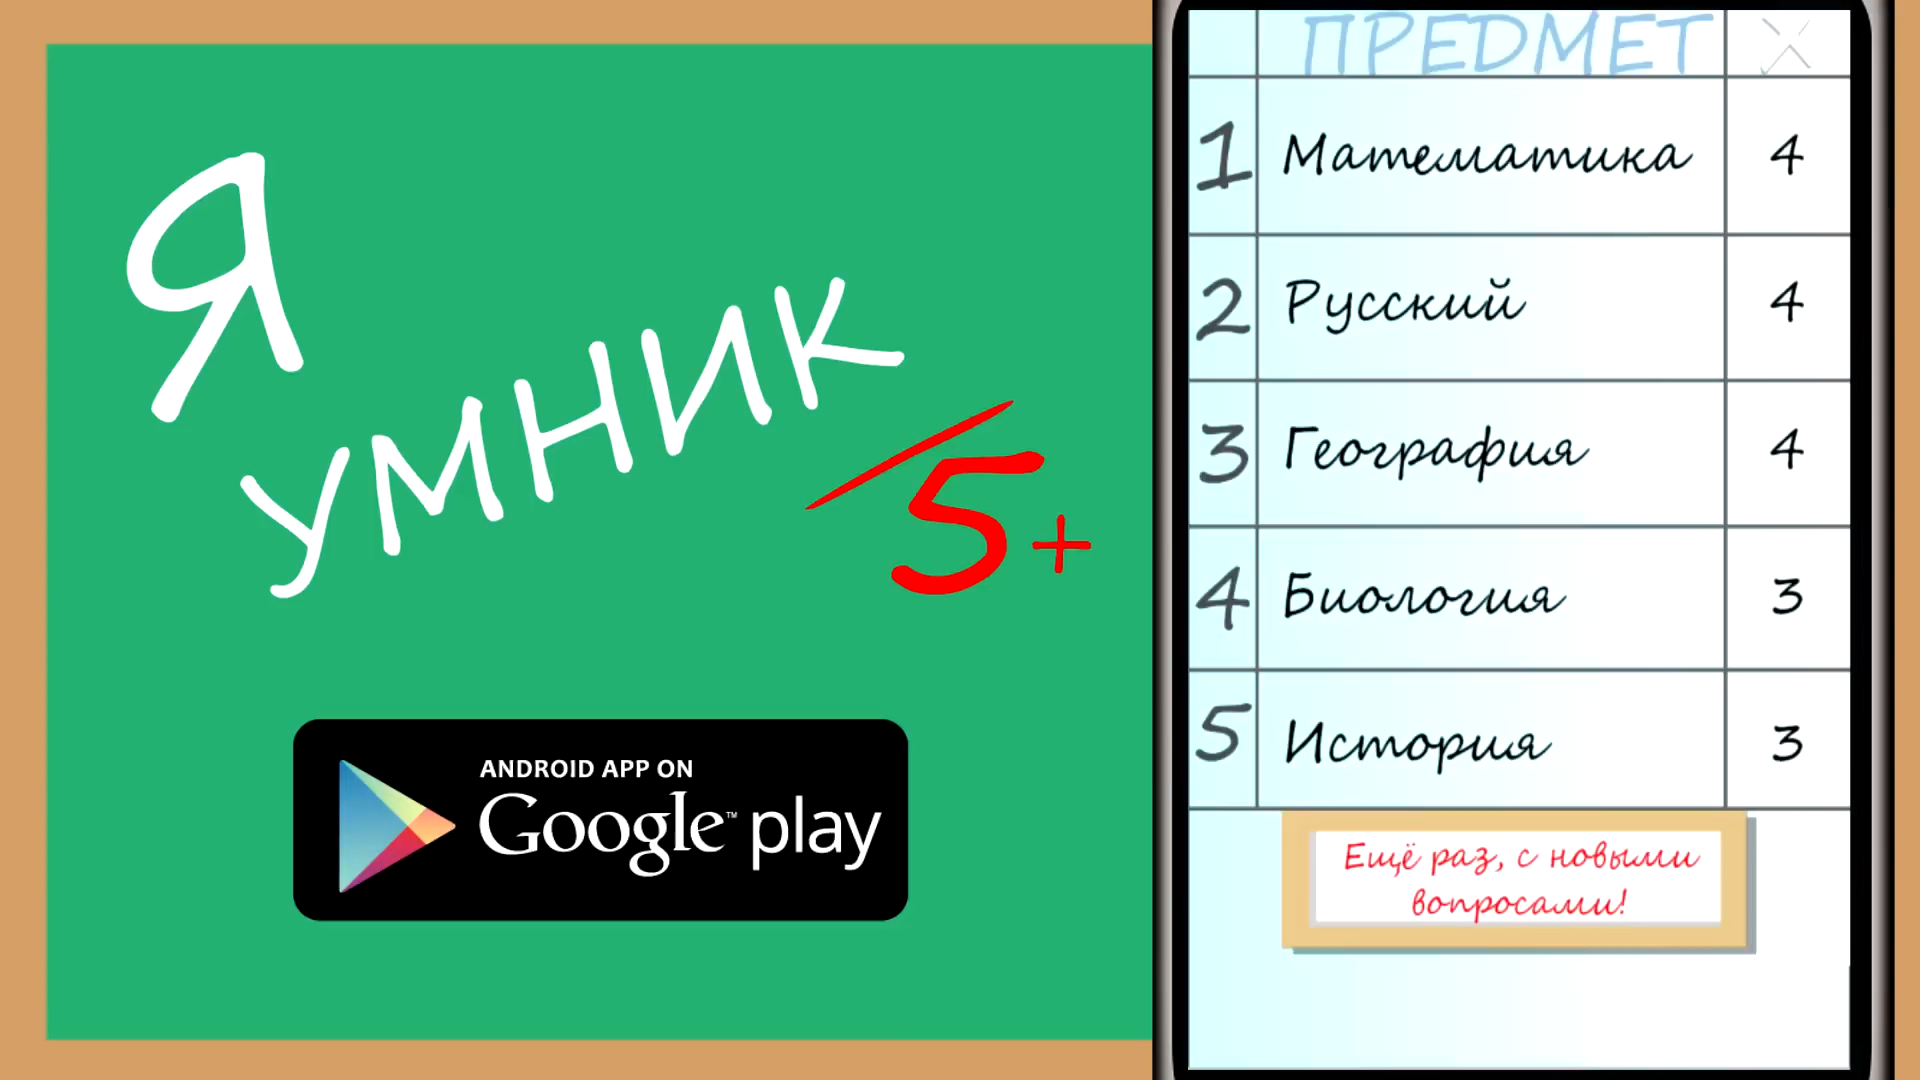 Я
УМНИК
5+
ANDROID APP ON
Google™ play
ПРЕДМЕТ
1 Математика 4
2 Русский 4
3 География 4
4 Биология 3
5 История 3
Ещё раз, с новыми
вопросами!